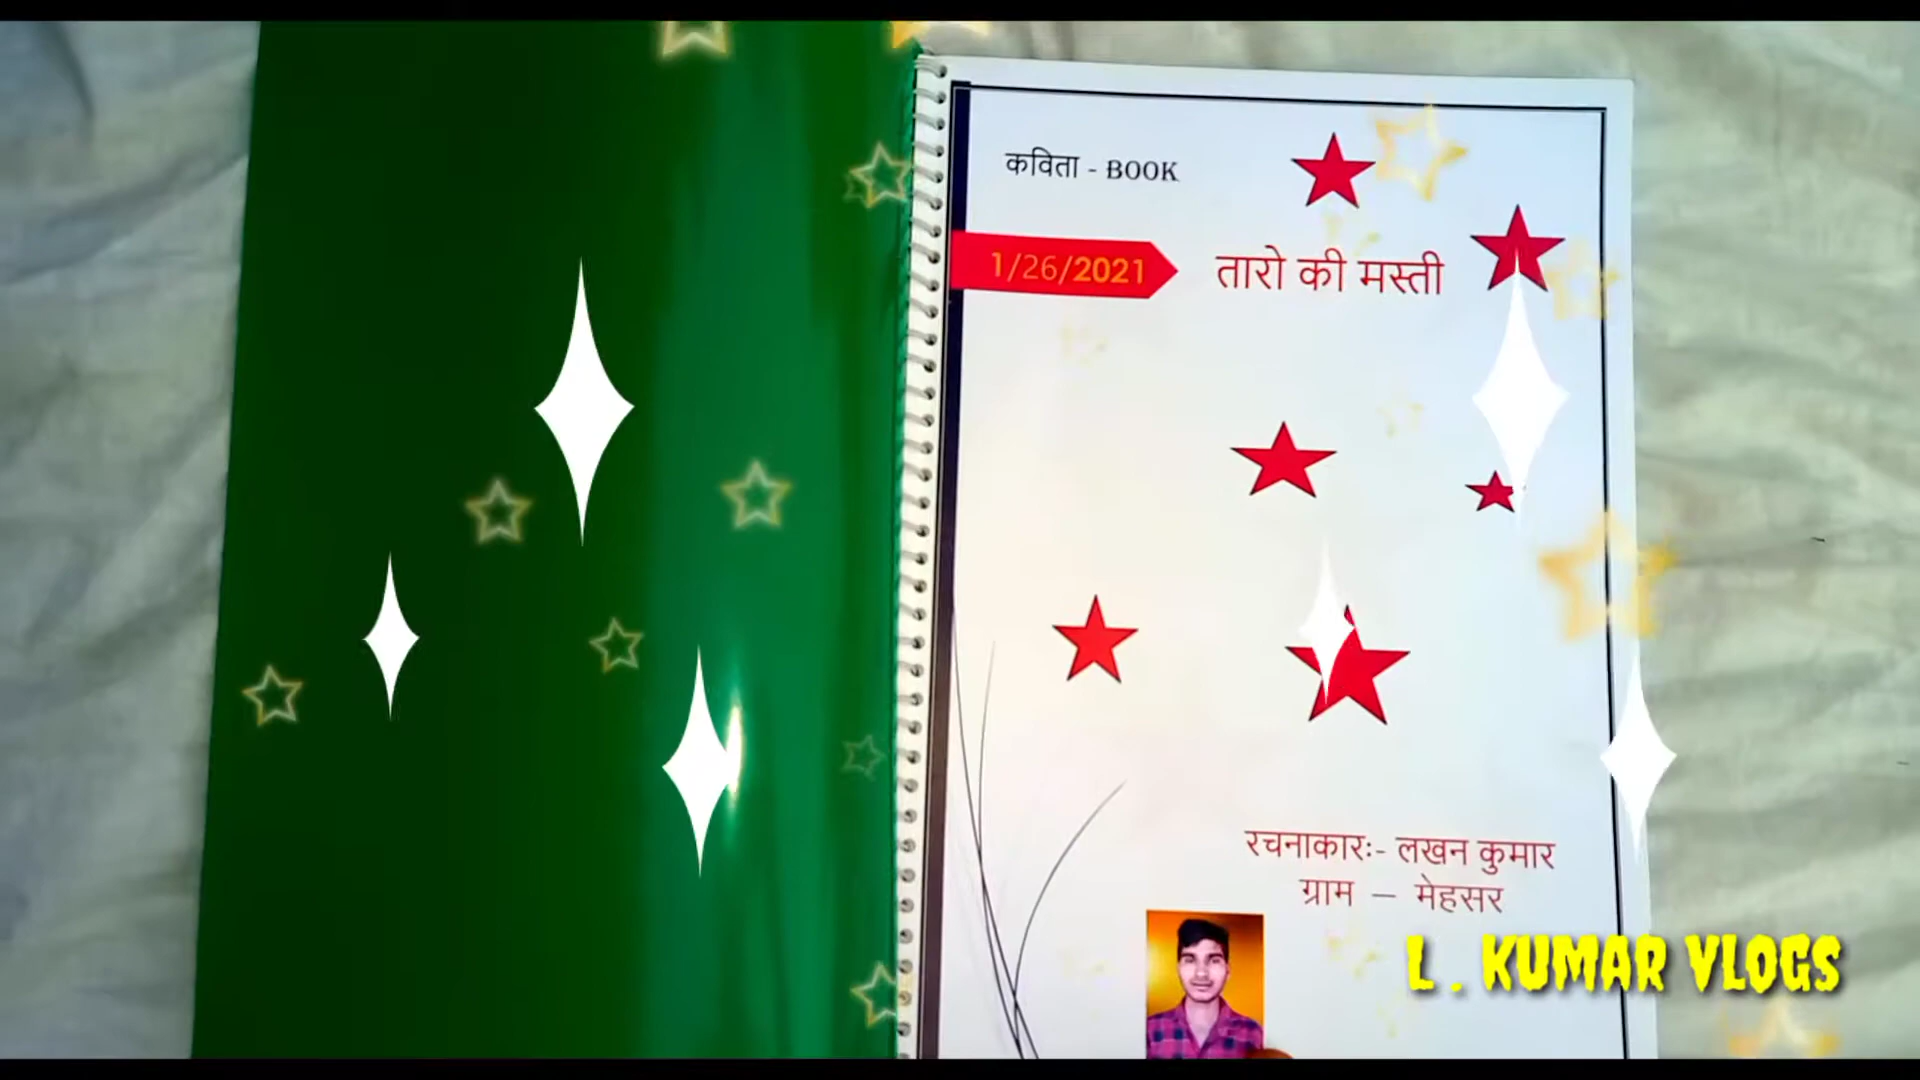 कविता - BOOK
1/26/2021
तारो की मस्ती
रचनाकारः- लखन कुमार
ग्राम – मेहसर
L . KUMAR VLOGS